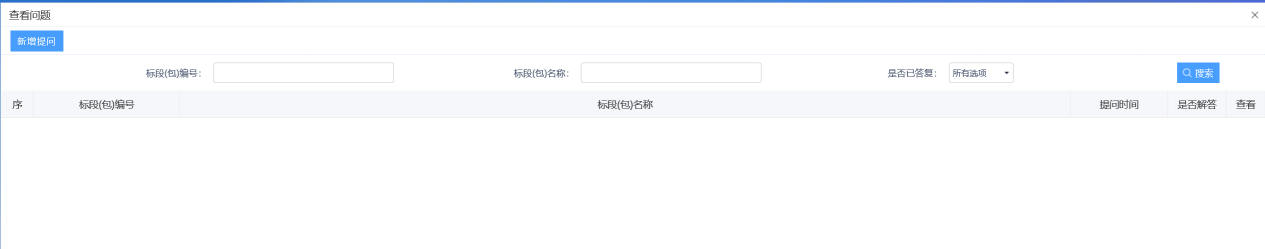 查看问题
新增提问
标段(包)编号： 标段(包)名称： 是否已答复： 所有选项 搜索
序 标段(包)编号 标段(包)名称 提问时间 是否解答 查看